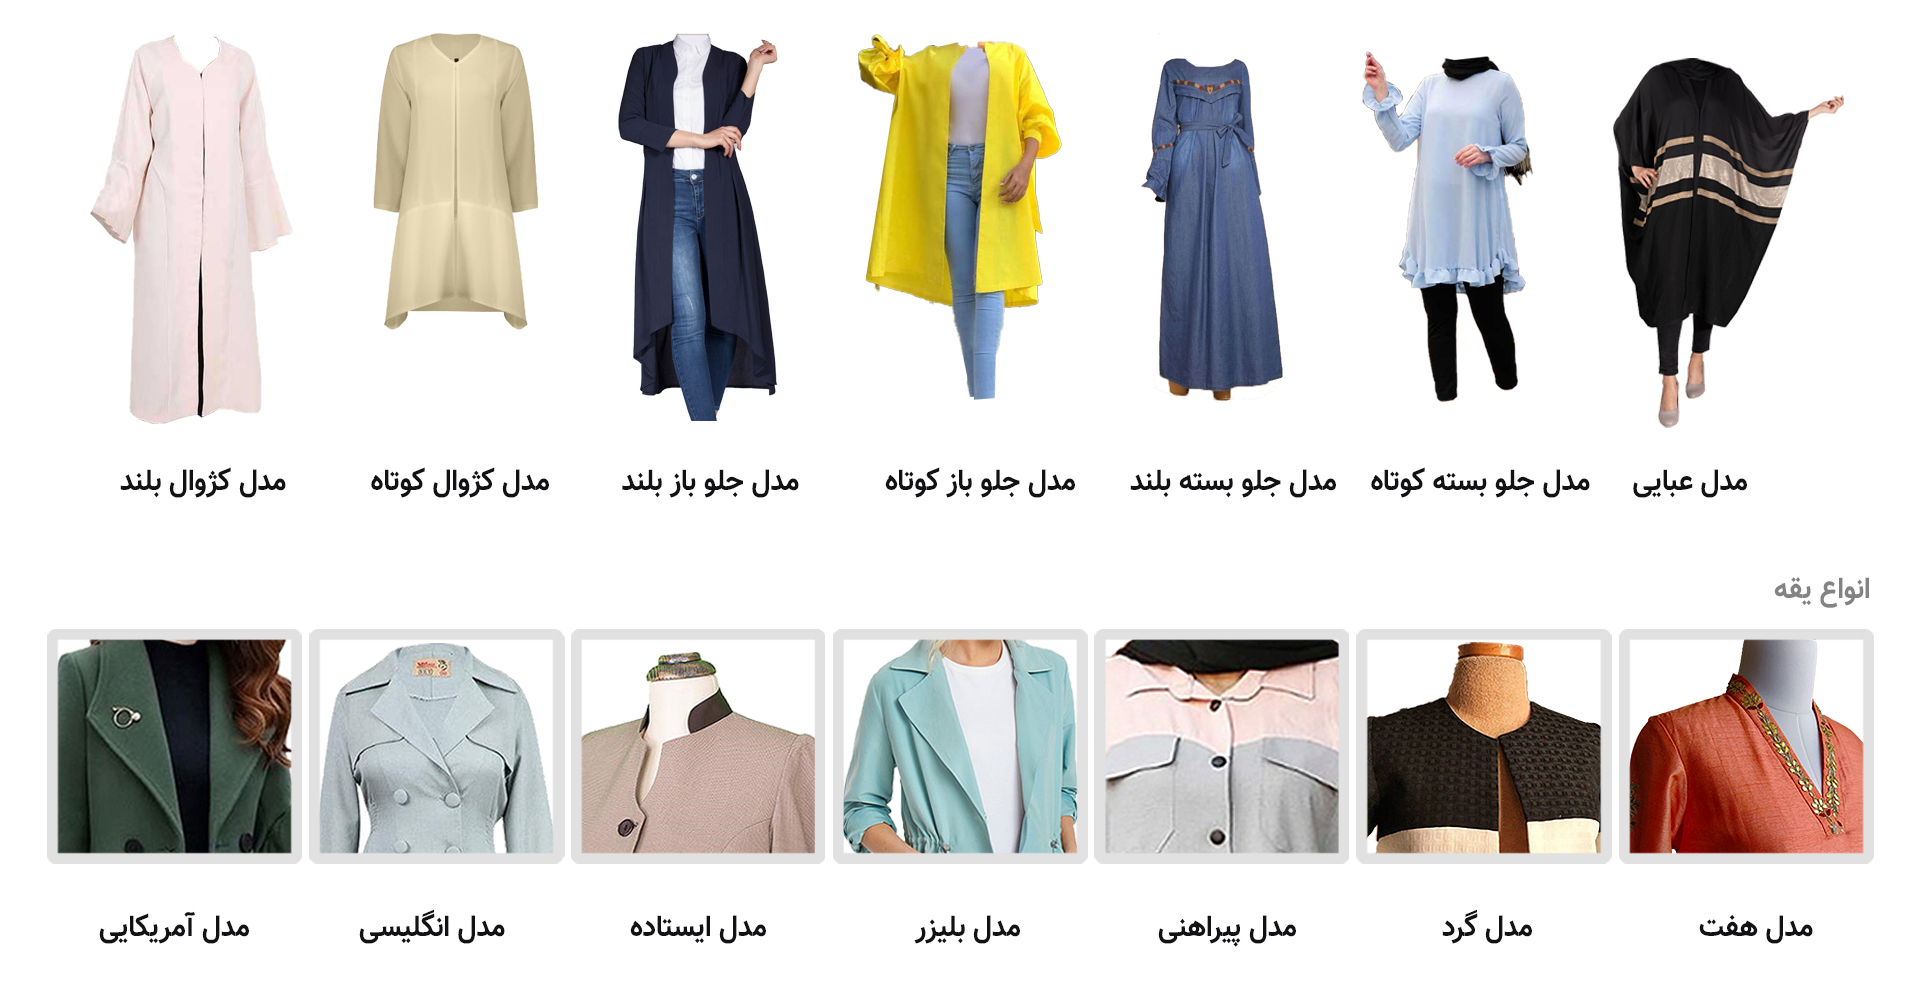 مدل عبایی
مدل جلو بسته کوتاه
مدل جلو بسته بلند
مدل جلو باز کوتاه
مدل جلو باز بلند
مدل کژوال کوتاه
مدل کژوال بلند
انواع یقه
مدل هفت
مدل گرد
مدل پیراهنی
مدل بلیزر
مدل ایستاده
مدل انگلیسی
مدل آمریکایی